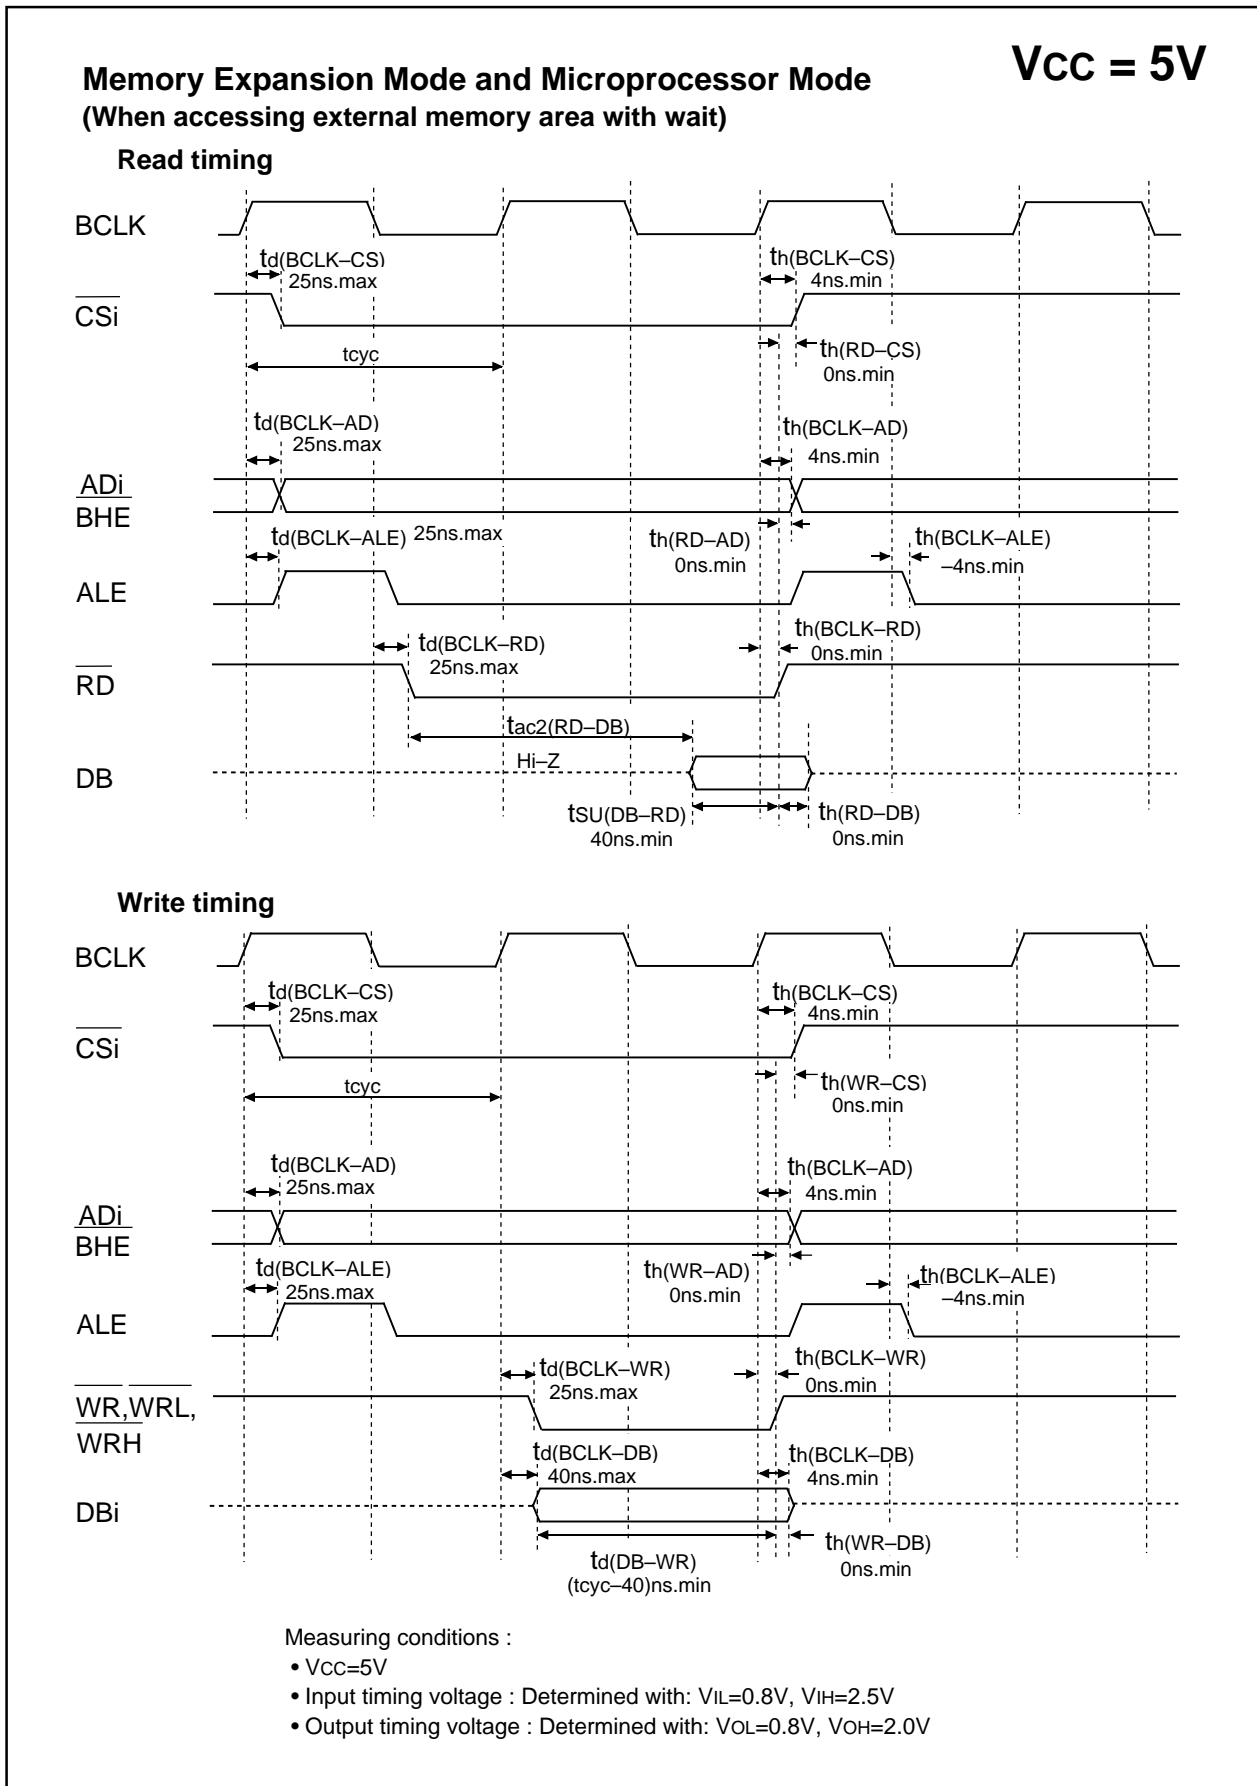 VCC = 5V
Memory Expansion Mode and Microprocessor Mode
(When accessing external memory area with wait)
Read timing
BCLK
td(BCLK–CS)
25ns.max
th(BCLK–CS)
4ns.min
CSi
tcyc
th(RD–CS)
0ns.min
td(BCLK–AD)
25ns.max
th(BCLK–AD)
4ns.min
ADi
BHE
td(BCLK–ALE) 25ns.max
th(RD–AD)
0ns.min
th(BCLK–ALE)
–4ns.min
ALE
td(BCLK–RD)
25ns.max
th(BCLK–RD)
0ns.min
RD
tac2(RD–DB)
Hi–Z
DB
tSU(DB–RD)
40ns.min
th(RD–DB)
0ns.min
Write timing
BCLK
td(BCLK–CS)
25ns.max
th(BCLK–CS)
4ns.min
CSi
tcyc
th(WR–CS)
0ns.min
td(BCLK–AD)
25ns.max
th(BCLK–AD)
4ns.min
ADi
BHE
td(BCLK–ALE)
25ns.max
th(WR–AD)
0ns.min
th(BCLK–ALE)
–4ns.min
ALE
td(BCLK–WR)
25ns.max
th(BCLK–WR)
0ns.min
WR,WRL,
WRH
td(BCLK–DB)
40ns.max
th(BCLK–DB)
4ns.min
DBi
td(DB–WR)
(tcyc–40)ns.min
th(WR–DB)
0ns.min
Measuring conditions :
• VCC=5V
• Input timing voltage : Determined with: VIL=0.8V, VIH=2.5V
• Output timing voltage : Determined with: VOL=0.8V, VOH=2.0V